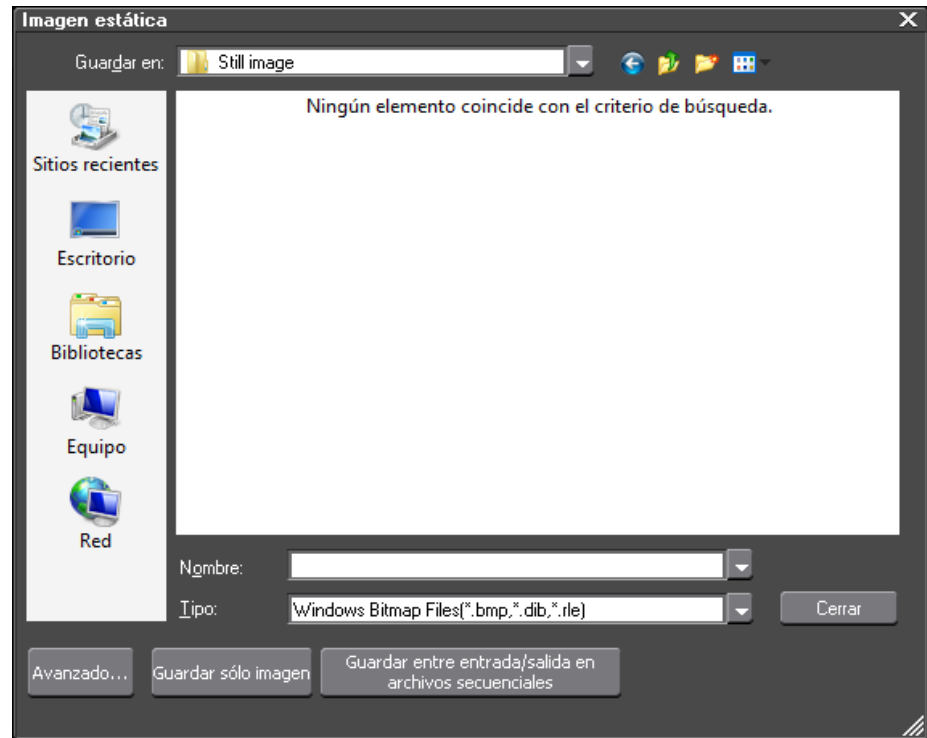 Imagen estática
Guardar en:
Still image
Ningún elemento coincide con el criterio de búsqueda.
Sitios recientes
Escritorio
Bibliotecas
Equipo
Red
Nombre:
Tipo:
Windows Bitmap Files(*.bmp,*.dib,*.rle)
Cerrar
Avanzado...
Guardar sólo imagen
Guardar entre entrada/salida en
archivos secuenciales